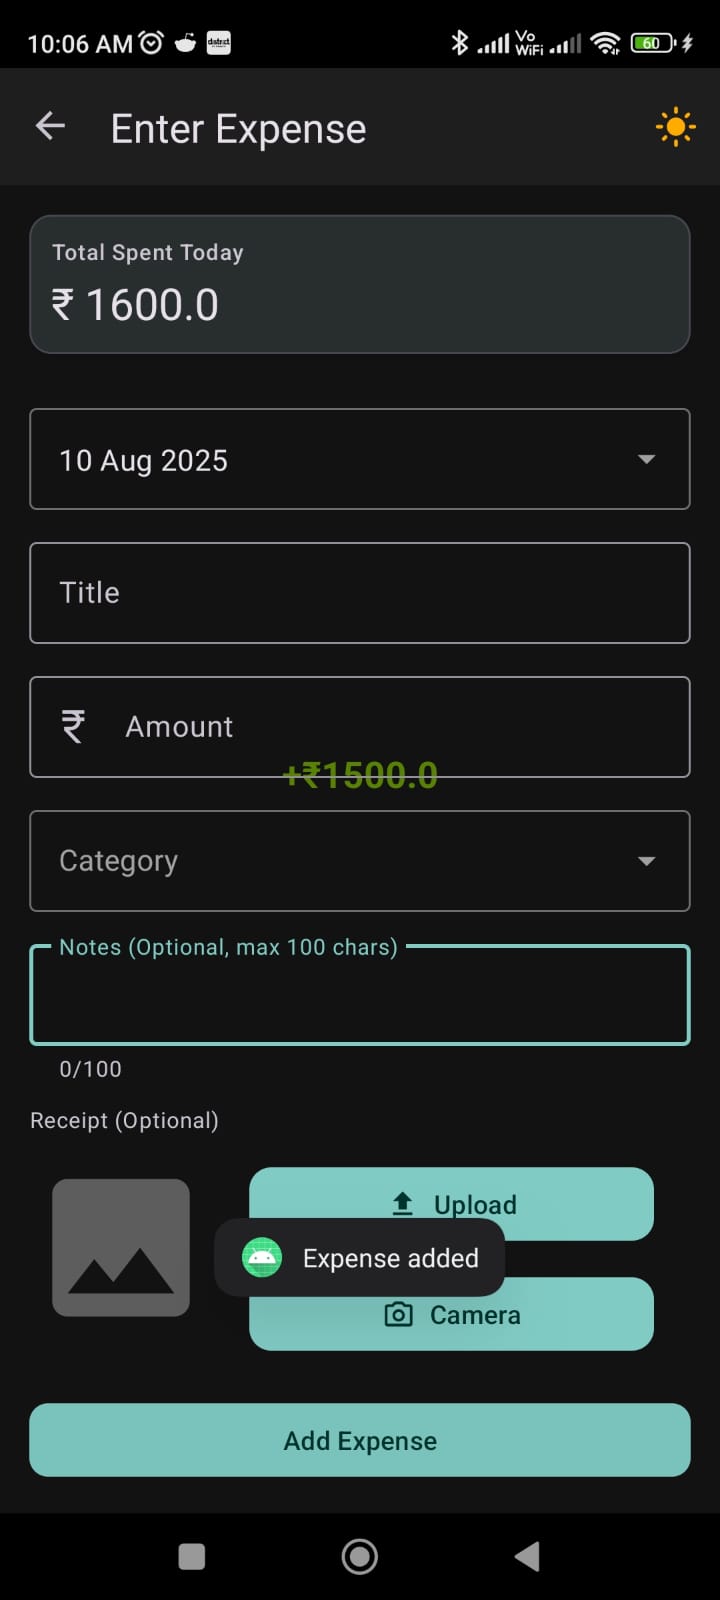 10:06 AM
district
Vo
WiFi
60
Enter Expense
Total Spent Today
₹ 1600.0
10 Aug 2025
Title
₹ Amount
+₹1500.0
Category
Notes (Optional, max 100 chars)
0/100
Receipt (Optional)
Upload
Expense added
Camera
Add Expense